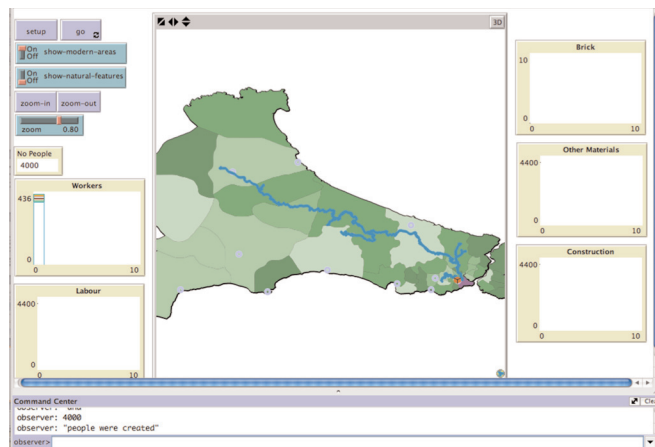 setup
go
On
Off
show-modern-areas
On
Off
show-natural-features
zoom-in
zoom-out
zoom
0.80
No People
4000
Workers
436
0
0
10
Labour
4400
0
0
10
3D
Brick
10
0
0
10
Other Materials
4400
0
0
10
Construction
4400
0
0
10
Command Center
Clea
observer: 4000
observer: "people were created"
observer>